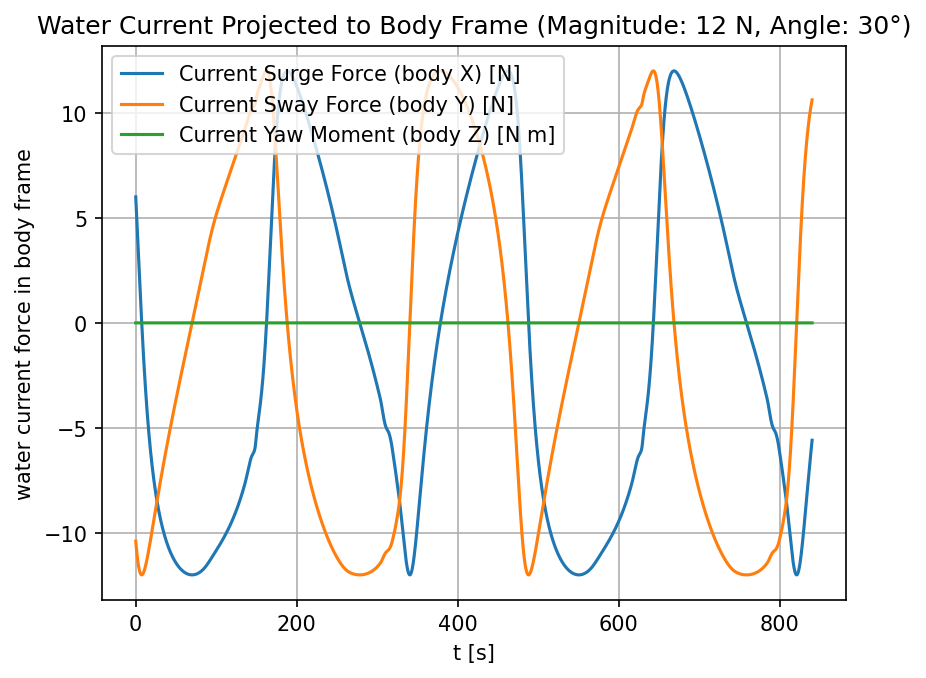 Water Current Projected to Body Frame (Magnitude: 12 N, Angle: 30°)
Current Surge Force (body X) [N]
Current Sway Force (body Y) [N]
Current Yaw Moment (body Z) [N m]
water current force in body frame
10
5
0
−5
−10
0 200 400 600 800
t [s]